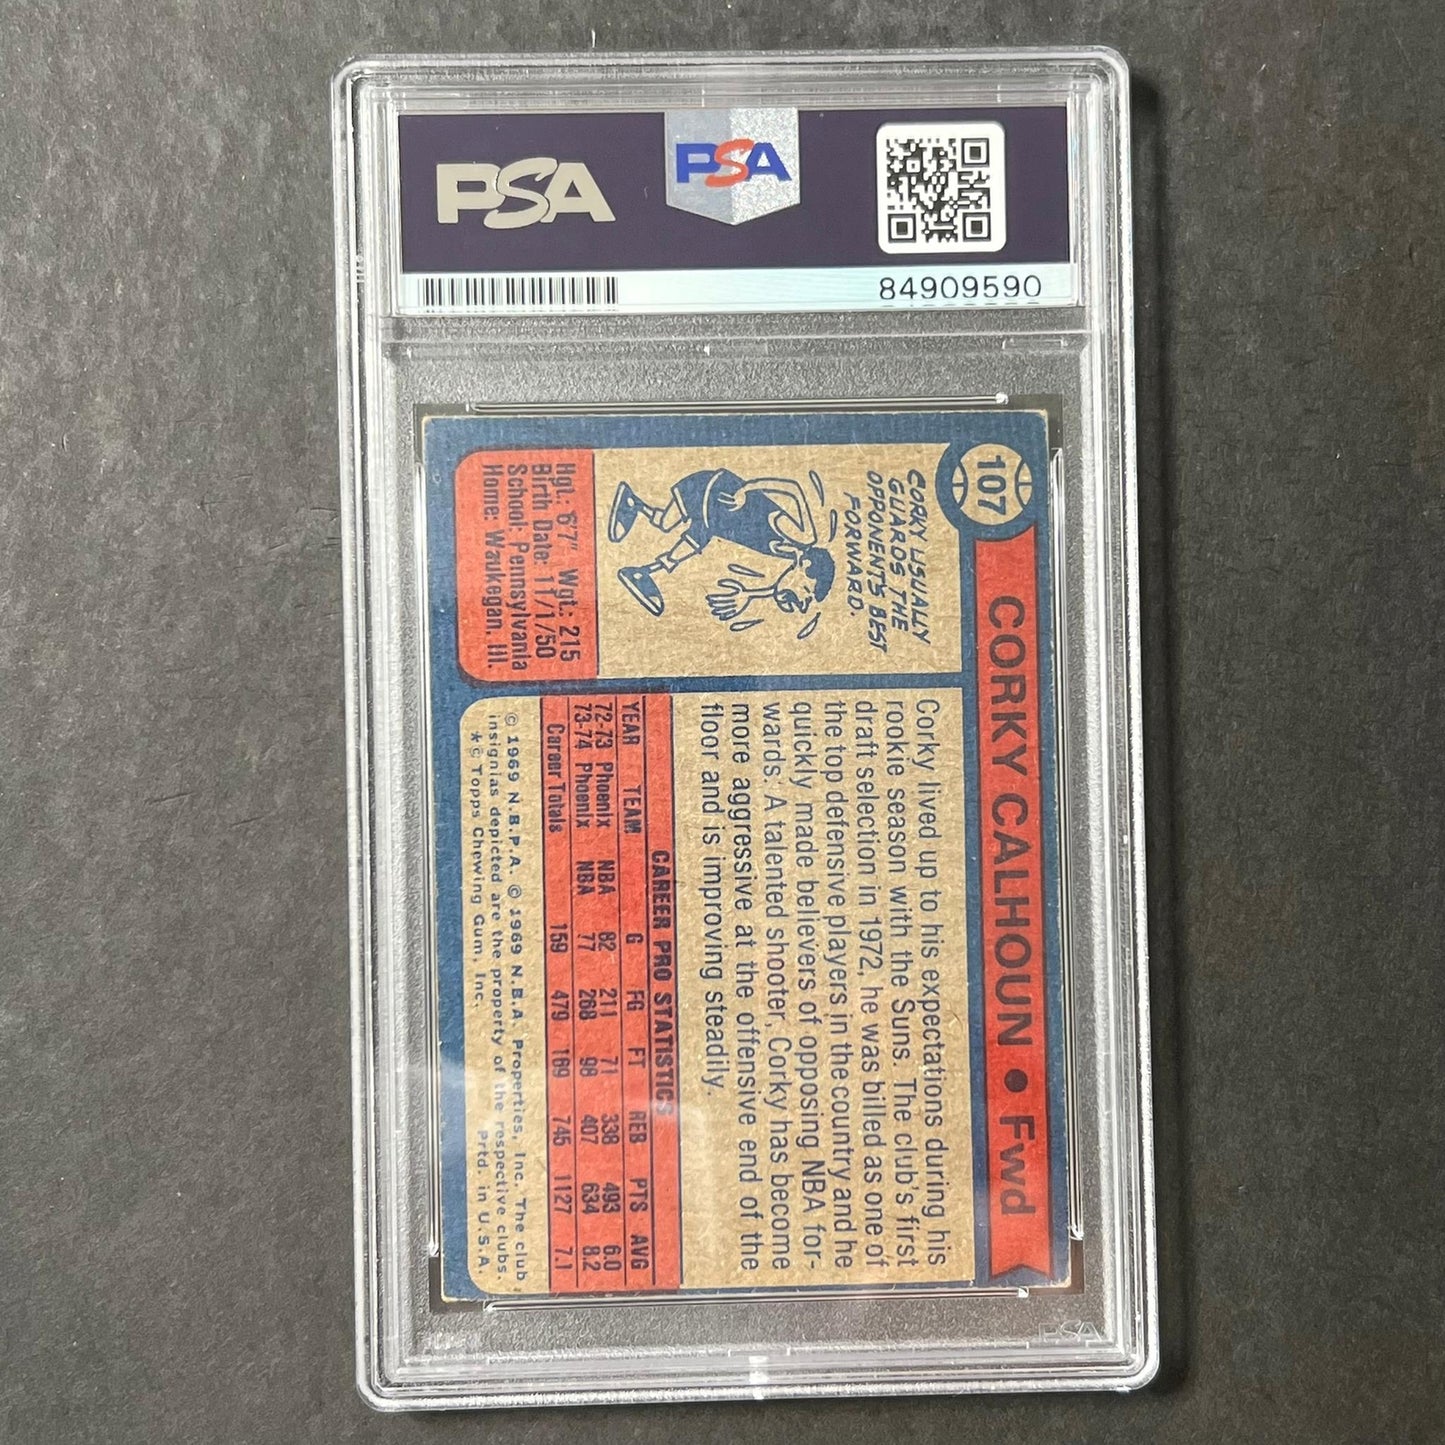 PSA
PSA
84909590
107
CORKY CALHOUN • Fwd
CORKY USUALLY
GUARDS THE
OPPONENT'S BEST
FORWARD.
Hgt.: 6'7" Wgt.: 215
Birth Date: 11/1/50
School: Pennsylvania
Home: Waukegan, Ill.
Corky lived up to his expectations during his
rookie season with the Suns. The club's first
draft selection in 1972, he was billed as one of
the top defensive players in the country and he
quickly made believers of opposing NBA for-
wards. A talented shooter, Corky has become
more aggressive at the offensive end of the
floor and is improving steadily.
CAREER PRO STATISTICS
YEAR TEAM G FG FT REB PTS AVG
72-73 Phoenix NBA 82 211 71 338 493 6.0
73-74 Phoenix NBA 77 268 98 407 634 8.2
Career Totals 159 479 169 745 1127 7.1
© 1969 N.B.P.A. © 1969 N.B.A. Properties, Inc. The club
insignias depicted are the property of the respective clubs.
*© Topps Chewing Gum, Inc. Prtd. in U.S.A.
PSA